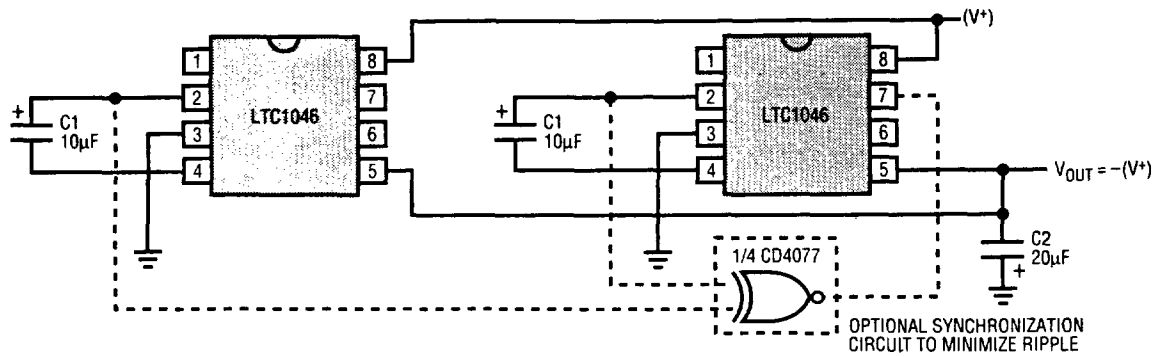 (V+)
1
8
2
7
3
6
4
5
LTC1046
+
C1
10µF
1
8
2
7
3
6
4
5
LTC1046
+
C1
10µF
VOUT = –(V+)
C2
20µF
+
1/4 CD4077
OPTIONAL SYNCHRONIZATION
CIRCUIT TO MINIMIZE RIPPLE